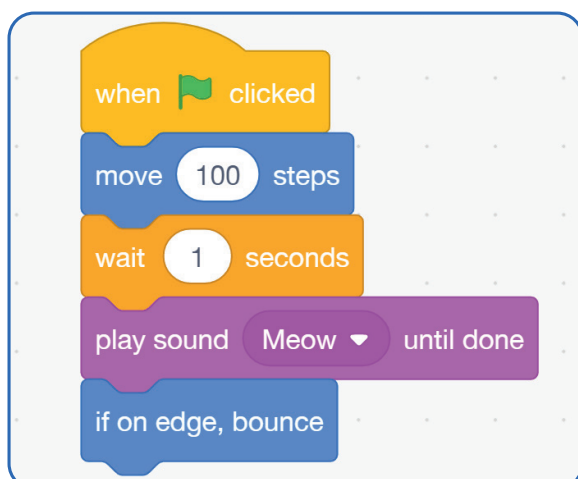 when clicked
move 100 steps
wait 1 seconds
play sound Meow until done
if on edge, bounce